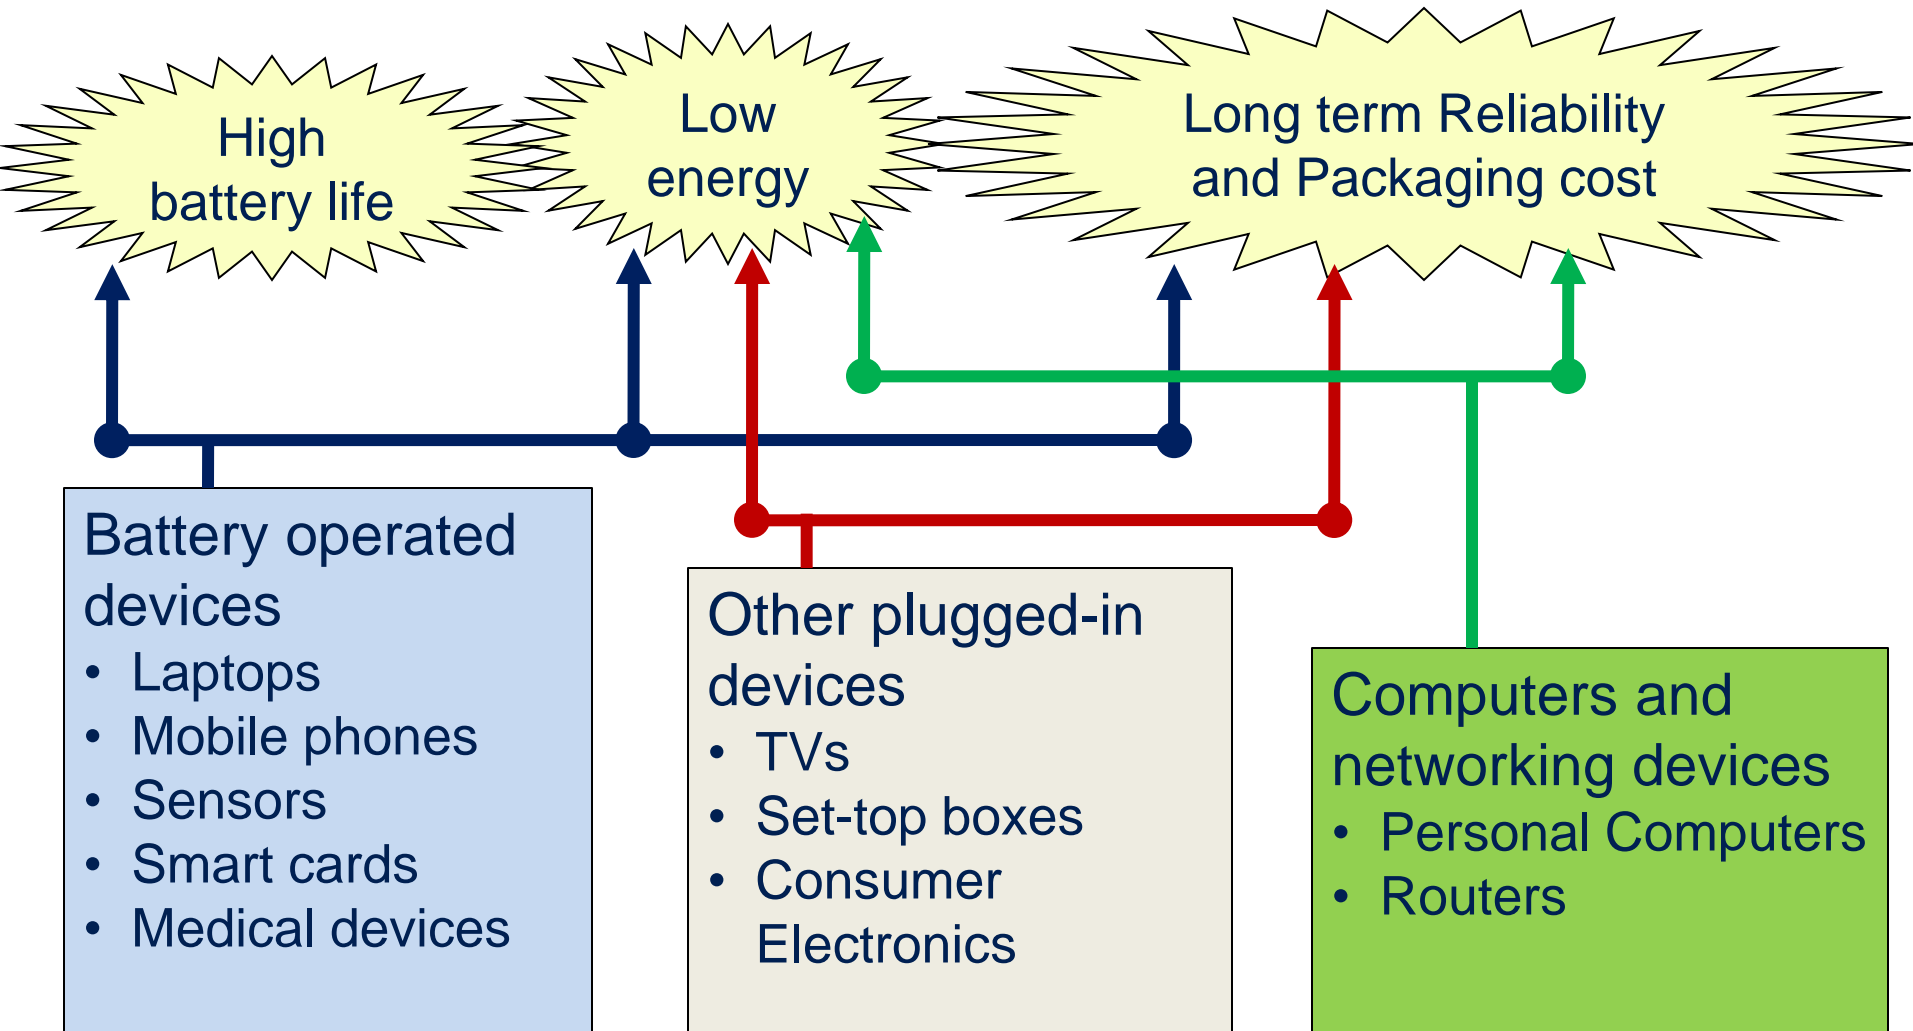 High
battery life
Low
energy
Long term Reliability
and Packaging cost
Battery operated
devices
• Laptops
• Mobile phones
• Sensors
• Smart cards
• Medical devices
Other plugged-in
devices
• TVs
• Set-top boxes
• Consumer
Electronics
Computers and
networking devices
• Personal Computers
• Routers